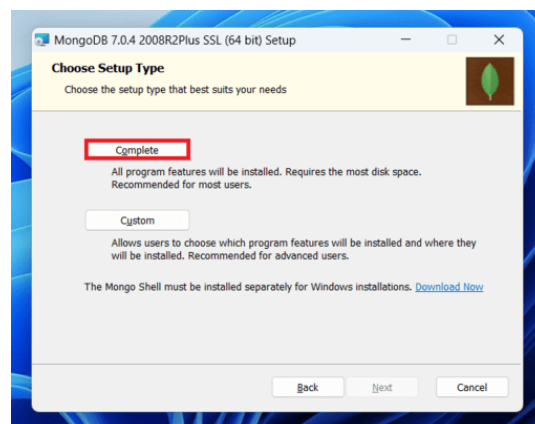 MongoDB 7.0.4 2008R2Plus SSL (64 bit) Setup
Choose Setup Type
Choose the setup type that best suits your needs
Complete
All program features will be installed. Requires the most disk space.
Recommended for most users.
Custom
Allows users to choose which program features will be installed and where they
will be installed. Recommended for advanced users.
The Mongo Shell must be installed separately for Windows installations. Download Now
Back Next Cancel